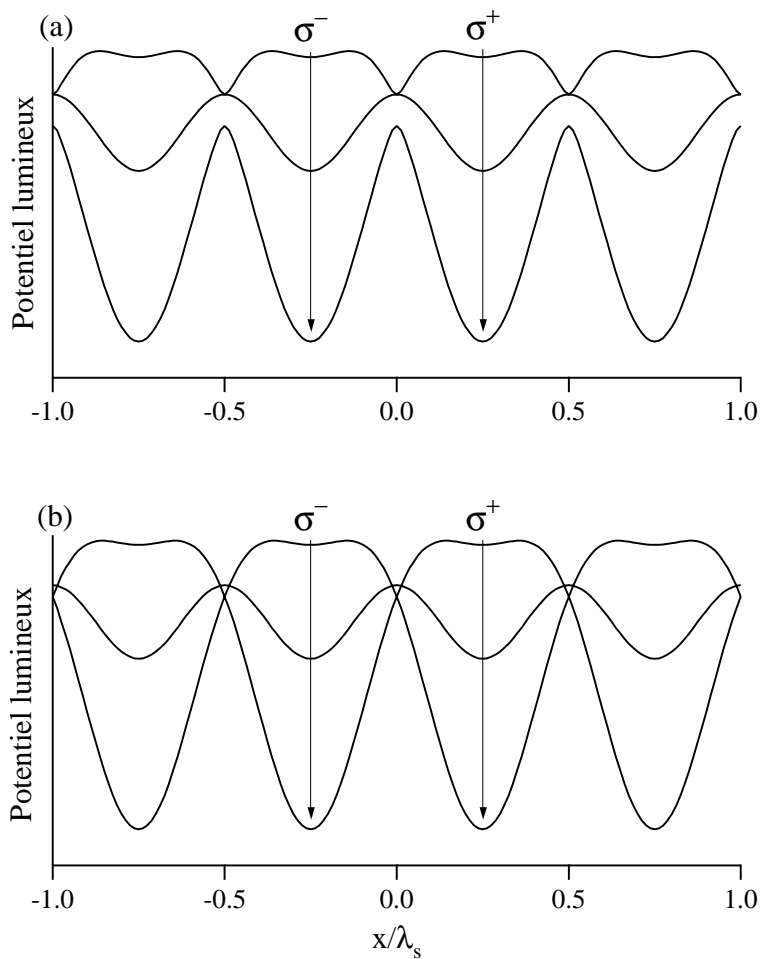 (a)
σ⁻ σ⁺
Potentiel lumineux
-1.0 -0.5 0.0 0.5 1.0
(b)
σ⁻ σ⁺
Potentiel lumineux
-1.0 -0.5 0.0 0.5 1.0
x/λₛ